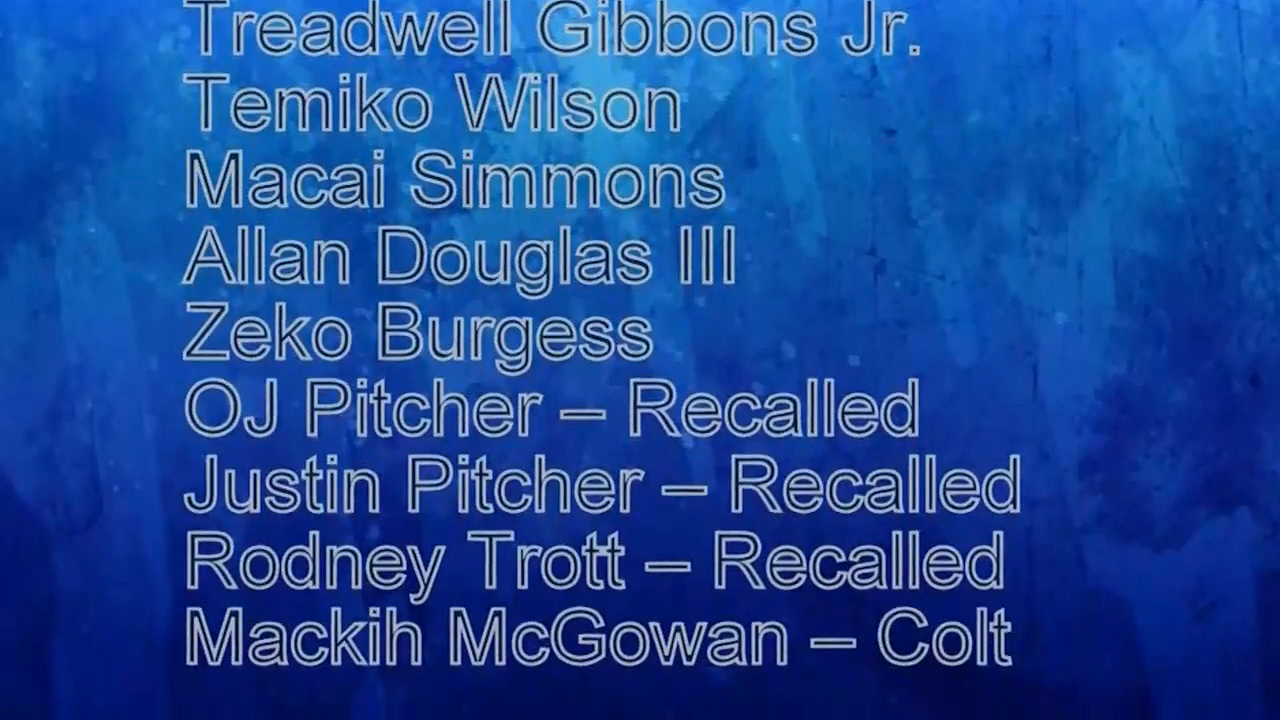 Treadwell Gibbons Jr.
Temiko Wilson
Macai Simmons
Allan Douglas III
Zeko Burgess
OJ Pitcher – Recalled
Justin Pitcher – Recalled
Rodney Trott – Recalled
Mackih McGowan – Colt